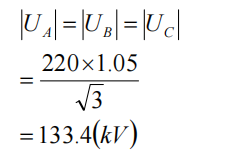 |U_A|=|U_B|=|U_C|
= 220×1.05 / √3
=133.4(kV)